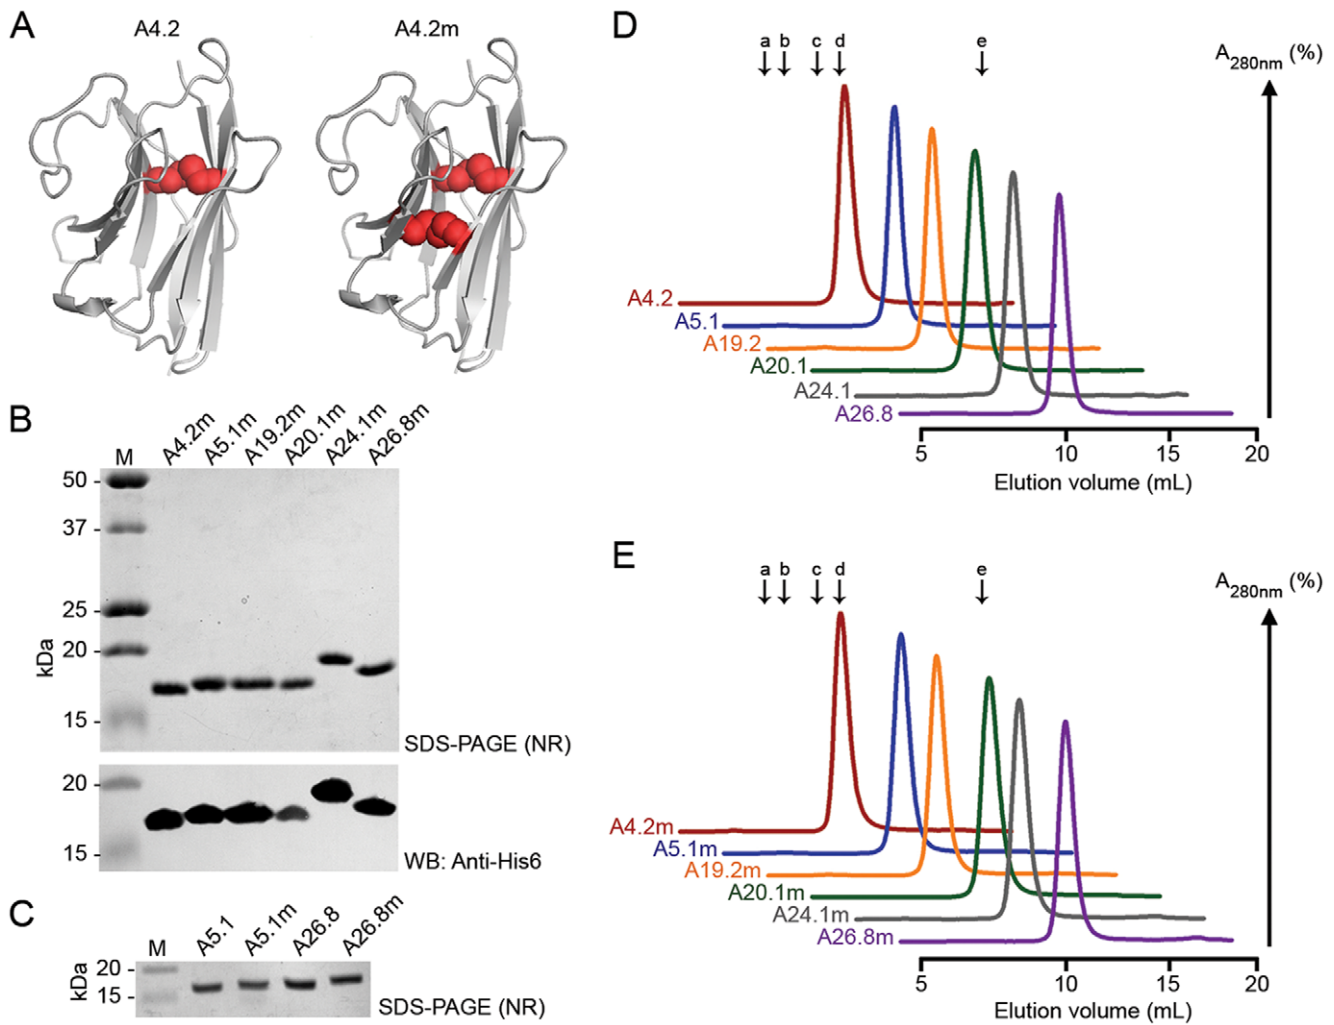 A
A4.2
A4.2m
B
M
A4.2m
A5.1m
A19.2m
A20.1m
A24.1m
A26.8m
50
37
25
20
15
kDa
SDS-PAGE (NR)
20
15
WB: Anti-His6
C
M
A5.1
A5.1m
A26.8
A26.8m
kDa
20
15
SDS-PAGE (NR)
D
a b c d e
A280nm (%)
A4.2
A5.1
A19.2
A20.1
A24.1
A26.8
5 10 15 20
Elution volume (mL)
E
a b c d e
A280nm (%)
A4.2m
A5.1m
A19.2m
A20.1m
A24.1m
A26.8m
5 10 15 20
Elution volume (mL)